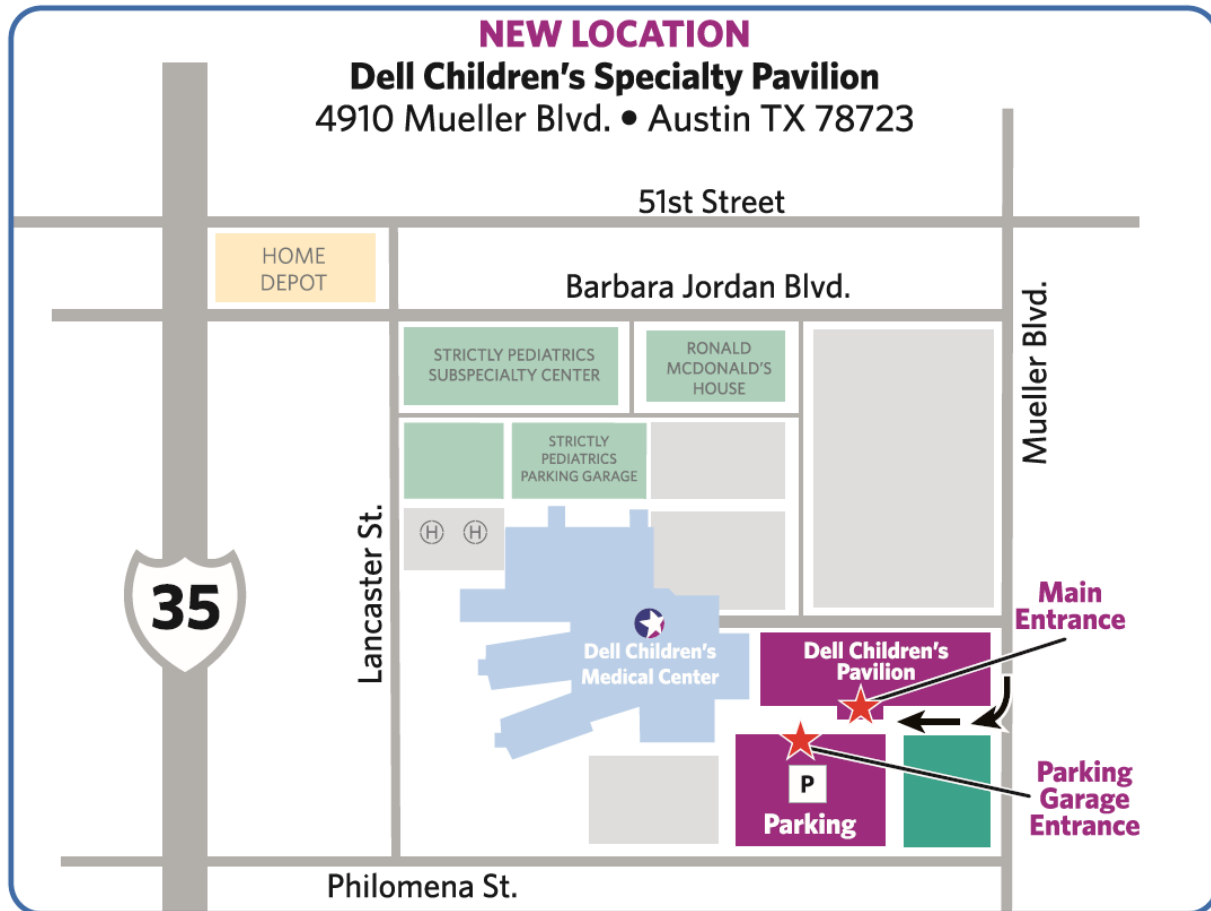 NEW LOCATION
Dell Children's Specialty Pavilion
4910 Mueller Blvd. • Austin TX 78723
51st Street
HOME
DEPOT
Barbara Jordan Blvd.
Mueller Blvd.
STRICTLY PEDIATRICS
SUBSPECIALTY CENTER
RONALD
MCDONALD'S
HOUSE
STRICTLY
PEDIATRICS
PARKING GARAGE
H H
Lancaster St.
35
Main
Entrance
Dell Children's
Medical Center
Dell Children's
Pavilion
P
Parking
Parking
Garage
Entrance
Philomena St.